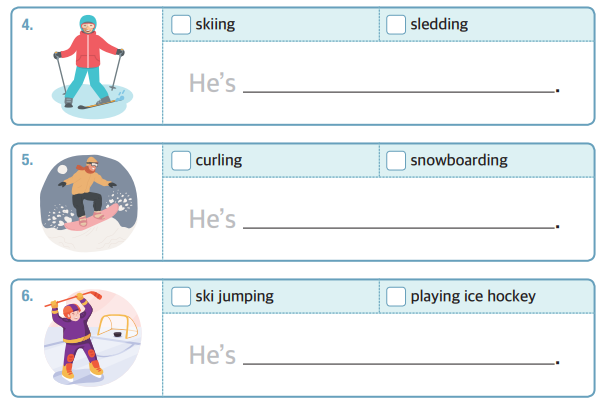 4.
skiing
sledding
He's .
5.
curling
snowboarding
He's .
6.
ski jumping
playing ice hockey
He's .